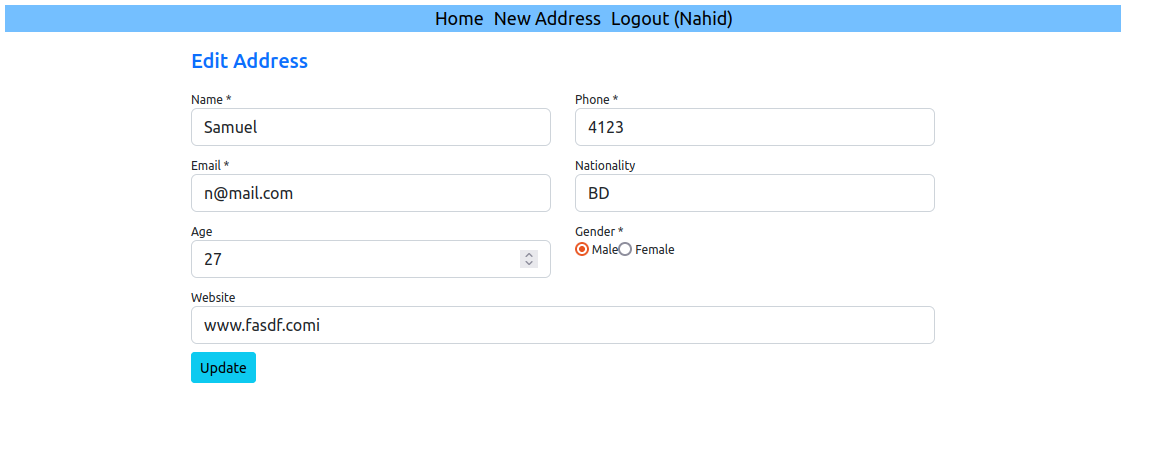 Home New Address Logout (Nahid)
Edit Address
Name * Phone *
Samuel 4123
Email * Nationality
n@mail.com BD
Age Gender *
27 Male Female
Website
www.fasdf.comi
Update